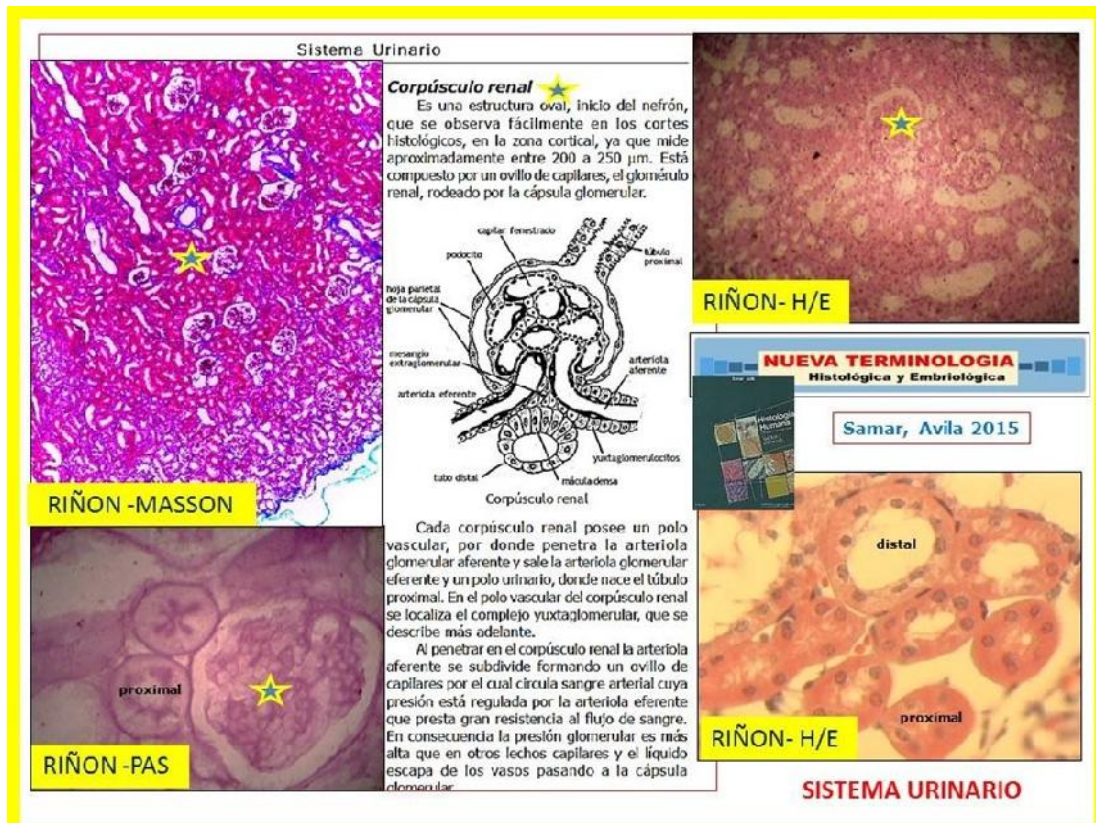 Sistema Urinario
RIÑON -MASSON
proximal
RIÑON -PAS
Corpúsculo renal
Es una estructura oval, inicio del nefrón,
que se observa fácilmente en los cortes
histológicos, en la zona cortical, ya que mide
aproximadamente entre 200 a 250 µm. Está
compuesto por un ovillo de capilares, el glomérulo
renal, rodeado por la cápsula glomerular.
capilar fenestrado
podocito
túbulo
proximal
hoja parietal
de la cápsula
glomerular
mesangio
extraglomerular
arteriola
aferente
arteriola eferente
yuxtaglomerulocitos
tubo distal
máculadensa
Corpúsculo renal
Cada corpúsculo renal posee un polo
vascular, por donde penetra la arteriola
glomerular aferente y sale la arteriola glomerular
eferente y un polo urinario, donde nace el túbulo
proximal. En el polo vascular del corpúsculo renal
se localiza el complejo yuxtaglomerular, que se
describe más adelante.
Al penetrar en el corpúsculo renal la arteriola
aferente se subdivide formando un ovillo de
capilares por el cual circula sangre arterial cuya
presión está regulada por la arteriola eferente
que presta gran resistencia al flujo de sangre.
En consecuencia la presión glomerular es más
alta que en otros lechos capilares y el líquido
escapa de los vasos pasando a la cápsula
glomerular.
RIÑON- H/E
NUEVA TERMINOLOGIA
Histológica y Embriológica
Histología
Humana
Samar, Avila 2015
distal
proximal
RIÑON- H/E
SISTEMA URINARIO